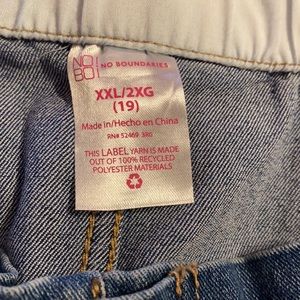 NO!
BO! NO BOUNDARIES
XXL/2XG
(19)
Made in/Hecho en China
RN# 52469 3R0
THIS LABEL YARN IS MADE
OUT OF 100% RECYCLED
POLYESTER MATERIALS